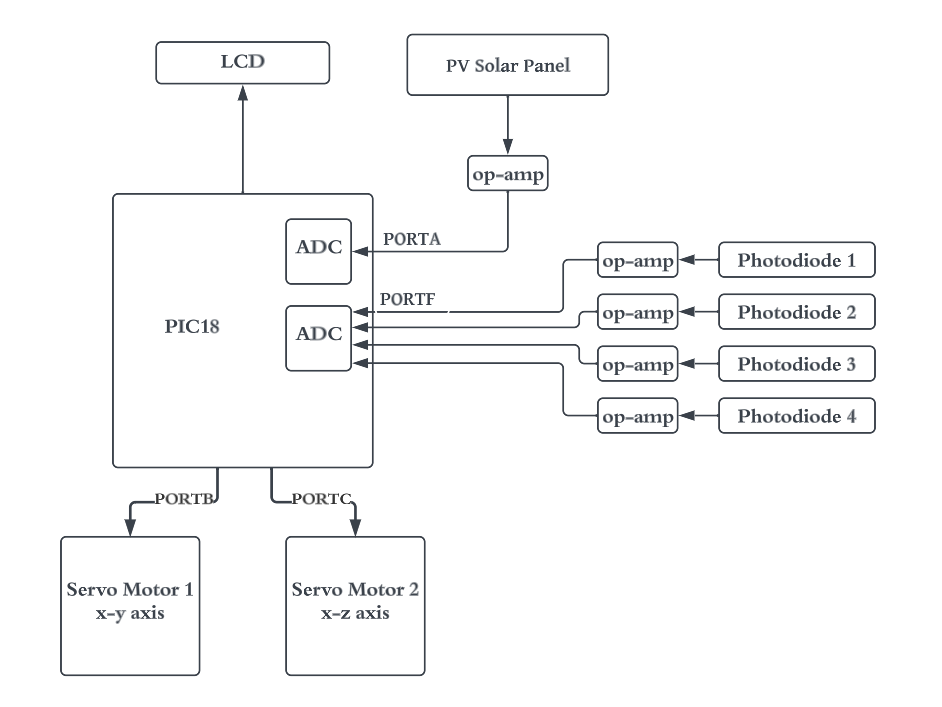 LCD
PV Solar Panel
op-amp
ADC
PORTA
op-amp
Photodiode 1
PORTF
op-amp
Photodiode 2
PIC18
ADC
op-amp
Photodiode 3
op-amp
Photodiode 4
PORTB
PORTC
Servo Motor 1
x-y axis
Servo Motor 2
x-z axis